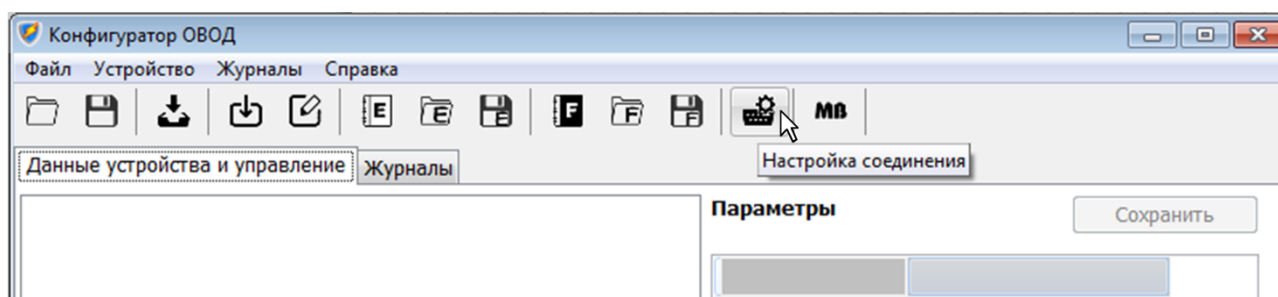 Конфигуратор ОВОД
Файл Устройство Журналы Справка
E E E F F F MB
Настройка соединения
Данные устройства и управление Журналы
Параметры Сохранить